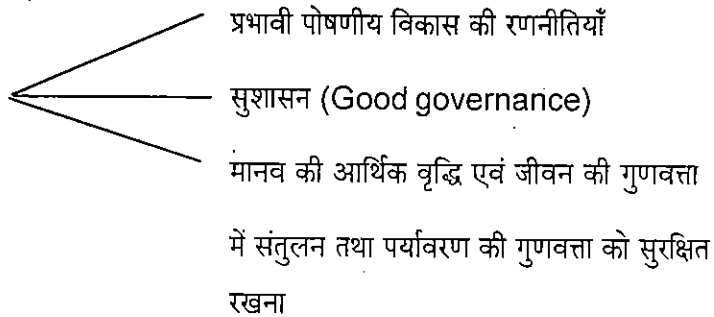 प्रभावी पोषणीय विकास की रणनीतियाँ
सुशासन (Good governance)
मानव की आर्थिक वृद्धि एवं जीवन की गुणवत्ता
में संतुलन तथा पर्यावरण की गुणवत्ता को सुरक्षित
रखना